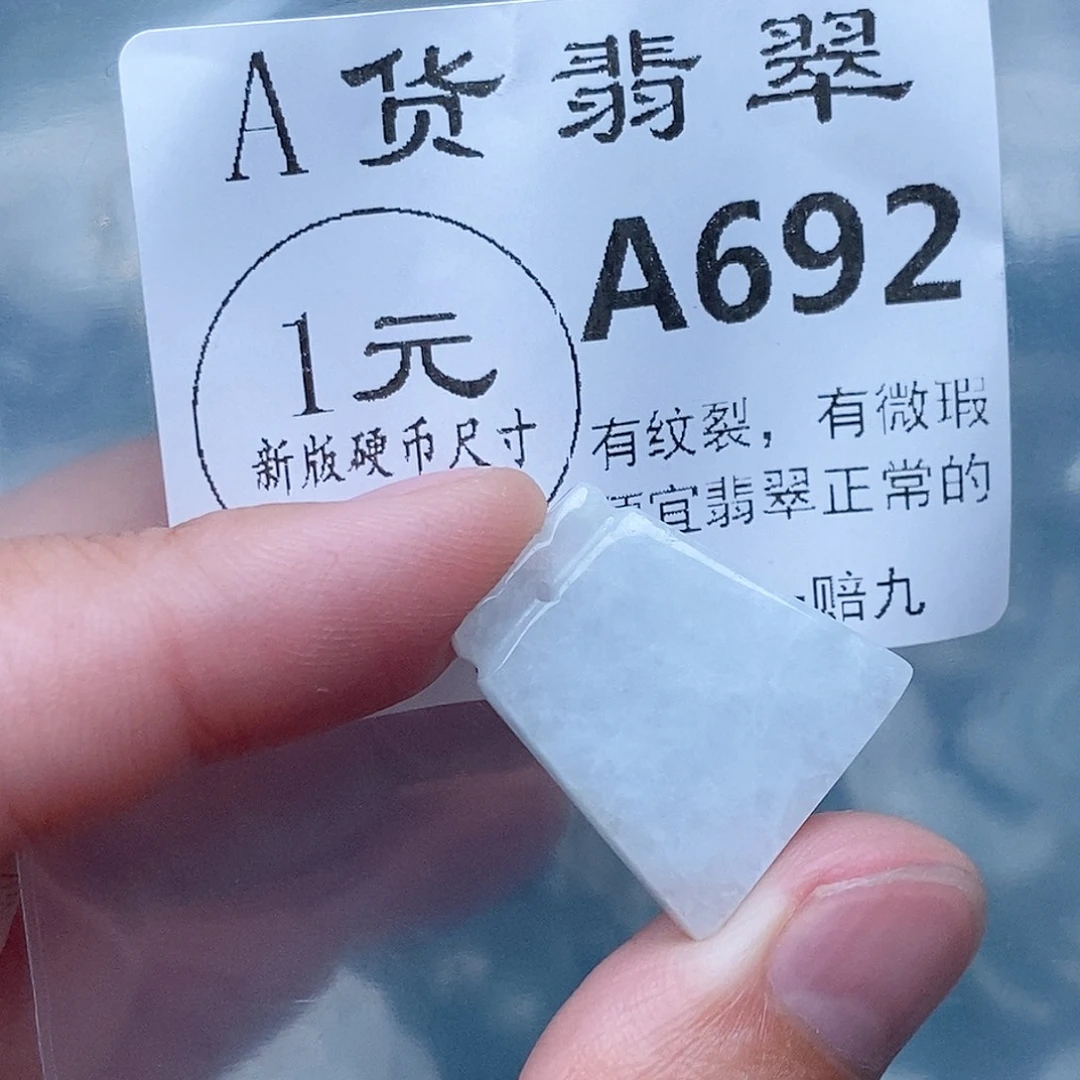 A货翡翠
A692
1元
新版硬币尺寸
有纹裂，有微瑕
宜翡翠正常的
赔九